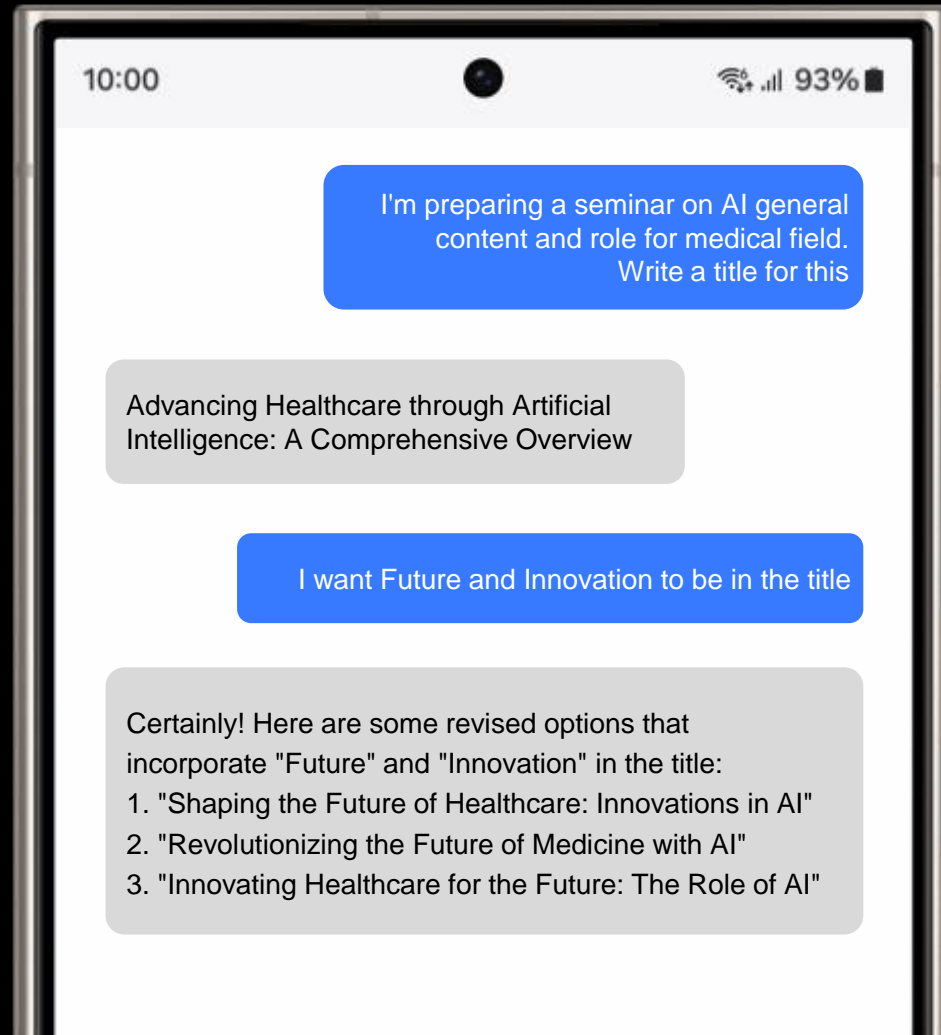 10:00
93%
I'm preparing a seminar on AI general
content and role for medical field.
Write a title for this
Advancing Healthcare through Artificial
Intelligence: A Comprehensive Overview
I want Future and Innovation to be in the title
Certainly! Here are some revised options that
incorporate "Future" and "Innovation" in the title:
1. "Shaping the Future of Healthcare: Innovations in AI"
2. "Revolutionizing the Future of Medicine with AI"
3. "Innovating Healthcare for the Future: The Role of AI"